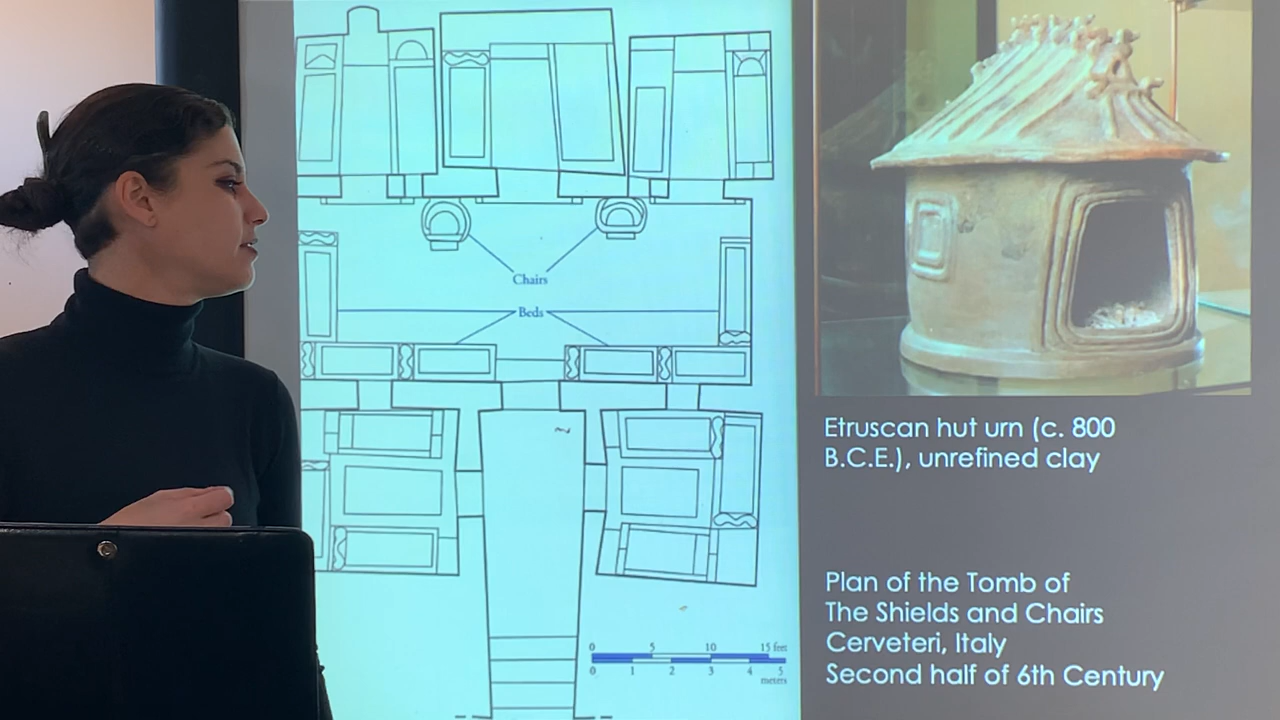 Chairs
Beds
0 5 10 15 feet
0 1 2 3 4 5
meters
Etruscan hut urn (c. 800
B.C.E.), unrefined clay
Plan of the Tomb of
The Shields and Chairs
Cerveteri, Italy
Second half of 6th Century